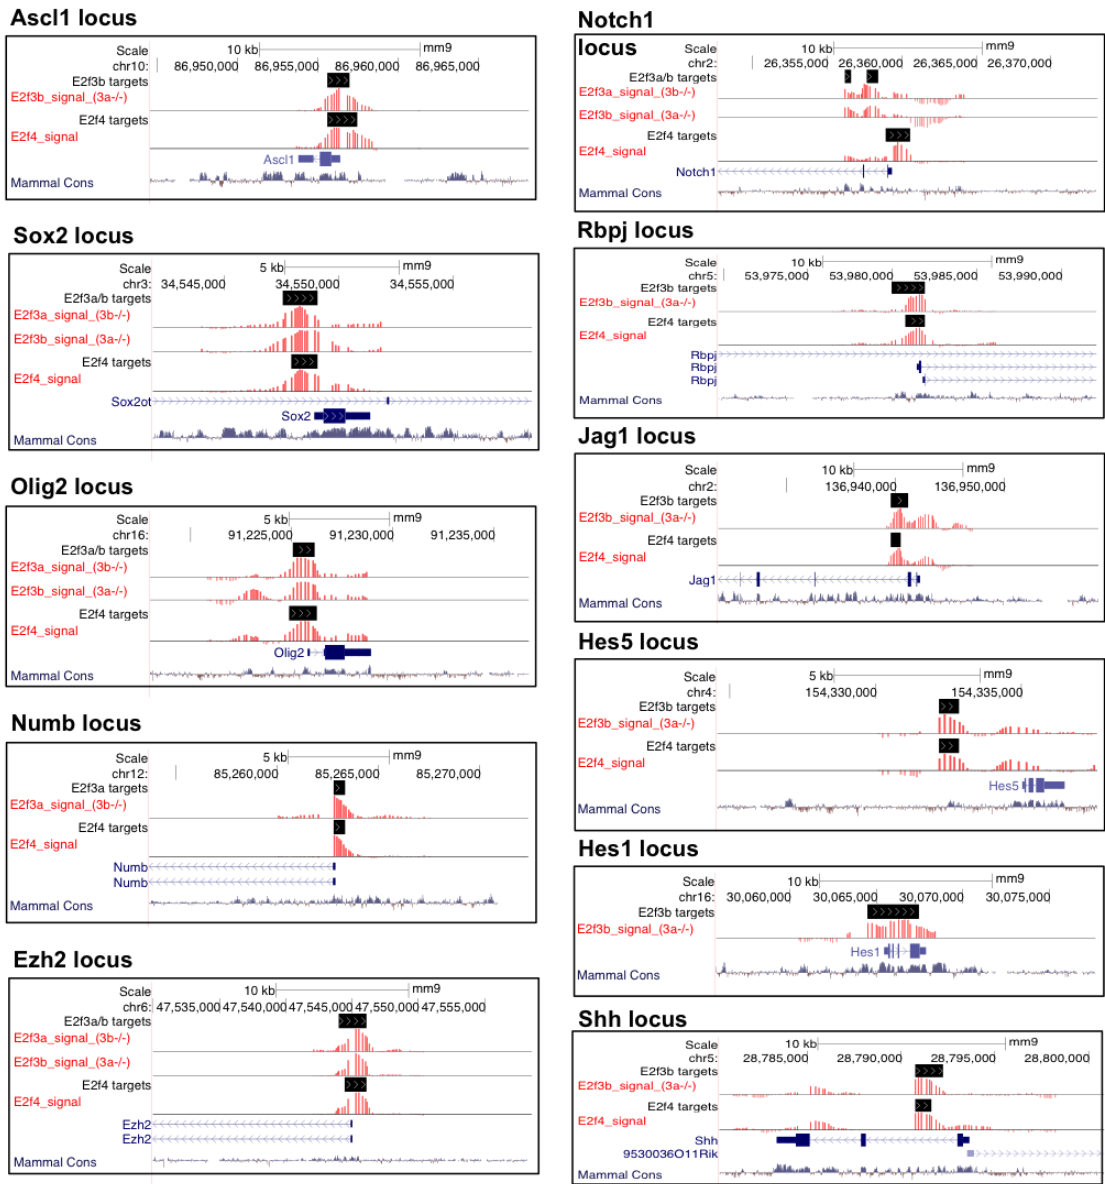 Ascl1 locus
Scale 10 kb mm9
chr10: 86,950,000 86,955,000 86,960,000 86,965,000
E2f3b targets
E2f3b_signal_(3a-/-)
E2f4 targets
E2f4_signal
Ascl1
Mammal Cons
Sox2 locus
Scale 5 kb mm9
chr3: 34,545,000 34,550,000 34,555,000
E2f3a/b targets
E2f3a_signal_(3b-/-)
E2f3b_signal_(3a-/-)
E2f4 targets
E2f4_signal
Sox2ot
Sox2
Mammal Cons
Olig2 locus
Scale 5 kb mm9
chr16: 91,225,000 91,230,000 91,235,000
E2f3a/b targets
E2f3a_signal_(3b-/-)
E2f3b_signal_(3a-/-)
E2f4 targets
E2f4_signal
Olig2
Mammal Cons
Numb locus
Scale 5 kb mm9
chr12: 85,260,000 85,265,000 85,270,000
E2f3a targets
E2f3a_signal_(3b-/-)
E2f4 targets
E2f4_signal
Numb
Numb
Mammal Cons
Ezh2 locus
Scale 10 kb mm9
chr6: 47,535,000 47,540,000 47,545,000 47,550,000 47,555,000
E2f3a/b targets
E2f3a_signal_(3b-/-)
E2f3b_signal_(3a-/-)
E2f4 targets
E2f4_signal
Ezh2
Ezh2
Mammal Cons
Notch1
locus
Scale 10 kb mm9
chr2: 26,355,000 26,360,000 26,365,000 26,370,000
E2f3a/b targets
E2f3a_signal_(3b-/-)
E2f3b_signal_(3a-/-)
E2f4 targets
E2f4_signal
Notch1
Mammal Cons
Rbpj locus
Scale 10 kb mm9
chr5: 53,975,000 53,980,000 53,985,000 53,990,000
E2f3b targets
E2f3b_signal_(3a-/-)
E2f4 targets
E2f4_signal
Rbpj
Rbpj
Rbpj
Mammal Cons
Jag1 locus
Scale 10 kb mm9
chr2: 136,940,000 136,950,000
E2f3b targets
E2f3b_signal_(3a-/-)
E2f4 targets
E2f4_signal
Jag1
Mammal Cons
Hes5 locus
Scale 5 kb mm9
chr4: 154,330,000 154,335,000
E2f3b targets
E2f3b_signal_(3a-/-)
E2f4 targets
E2f4_signal
Hes5
Mammal Cons
Hes1 locus
Scale 10 kb mm9
chr16: 30,060,000 30,065,000 30,070,000 30,075,000
E2f3b targets
E2f3b_signal_(3a-/-)
Hes1
Mammal Cons
Shh locus
Scale 10 kb mm9
chr5: 28,785,000 28,790,000 28,795,000 28,800,000
E2f3b targets
E2f3b_signal_(3a-/-)
E2f4 targets
E2f4_signal
Shh
9530036O11Rik
Mammal Cons